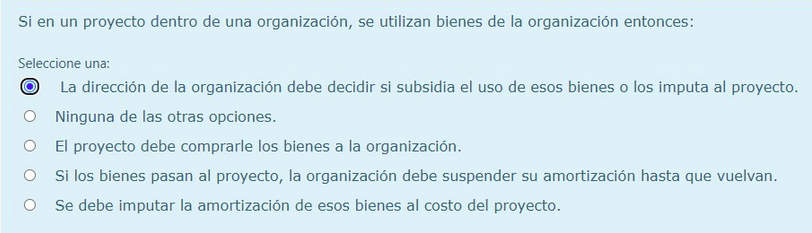 Si en un proyecto dentro de una organización, se utilizan bienes de la organización entonces:
Seleccione una:
La dirección de la organización debe decidir si subsidia el uso de esos bienes o los imputa al proyecto.
Ninguna de las otras opciones.
El proyecto debe comprarle los bienes a la organización.
Si los bienes pasan al proyecto, la organización debe suspender su amortización hasta que vuelvan.
Se debe imputar la amortización de esos bienes al costo del proyecto.